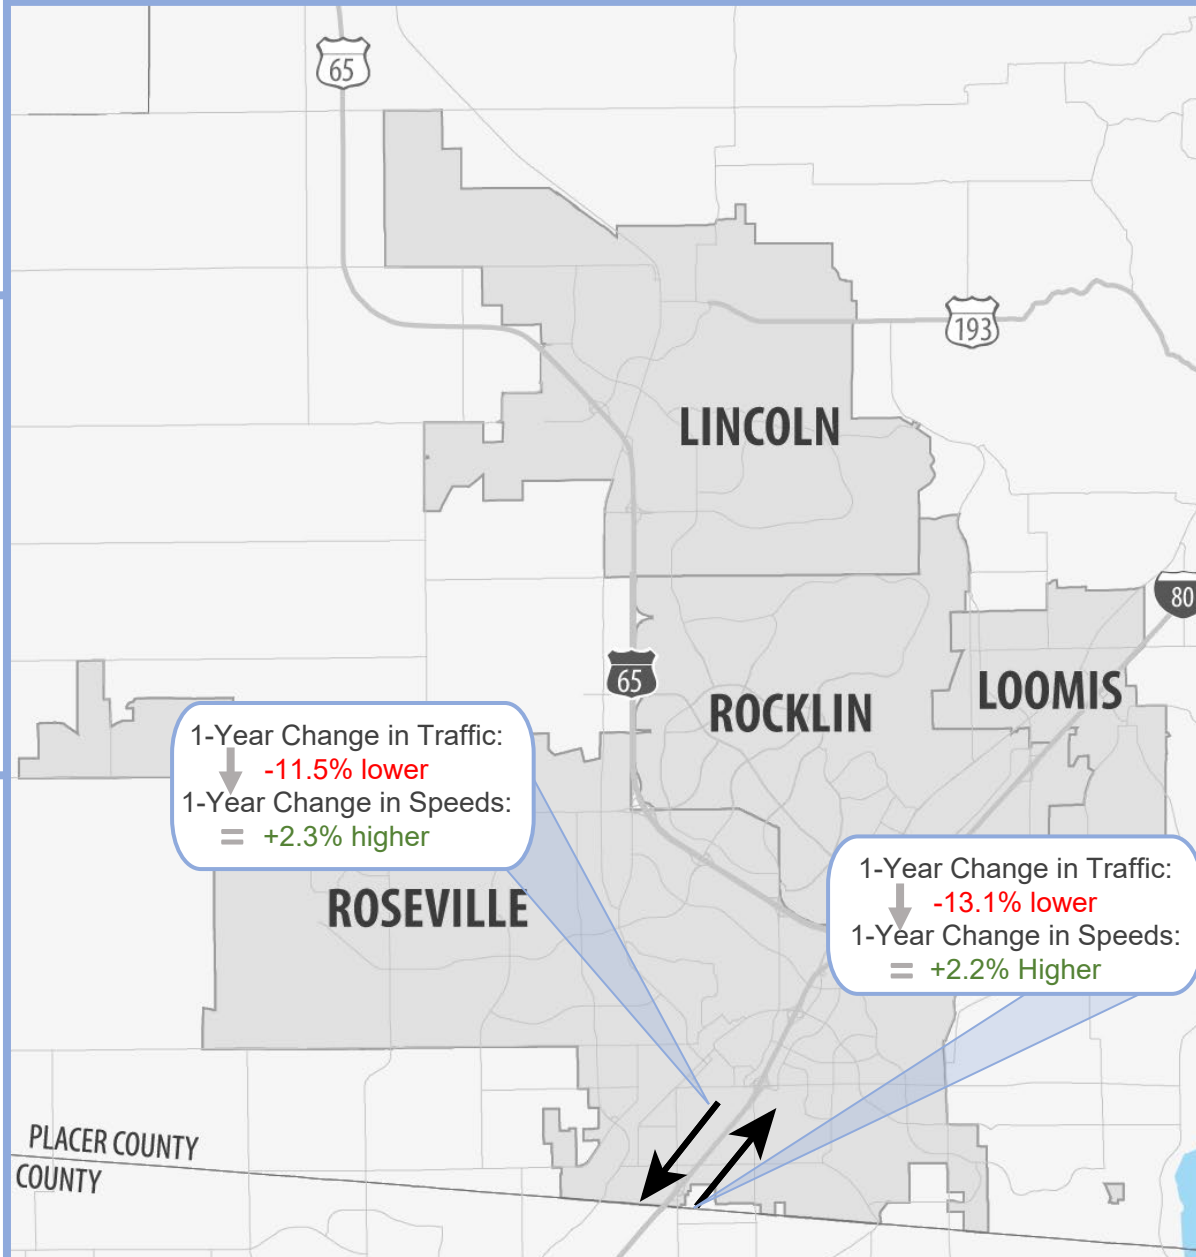 65
193
LINCOLN
80
65
ROCKLIN
LOOMIS
1-Year Change in Traffic:
-11.5% lower
1-Year Change in Speeds:
= +2.3% higher
1-Year Change in Traffic:
-13.1% lower
1-Year Change in Speeds:
= +2.2% Higher
ROSEVILLE
PLACER COUNTY
COUNTY